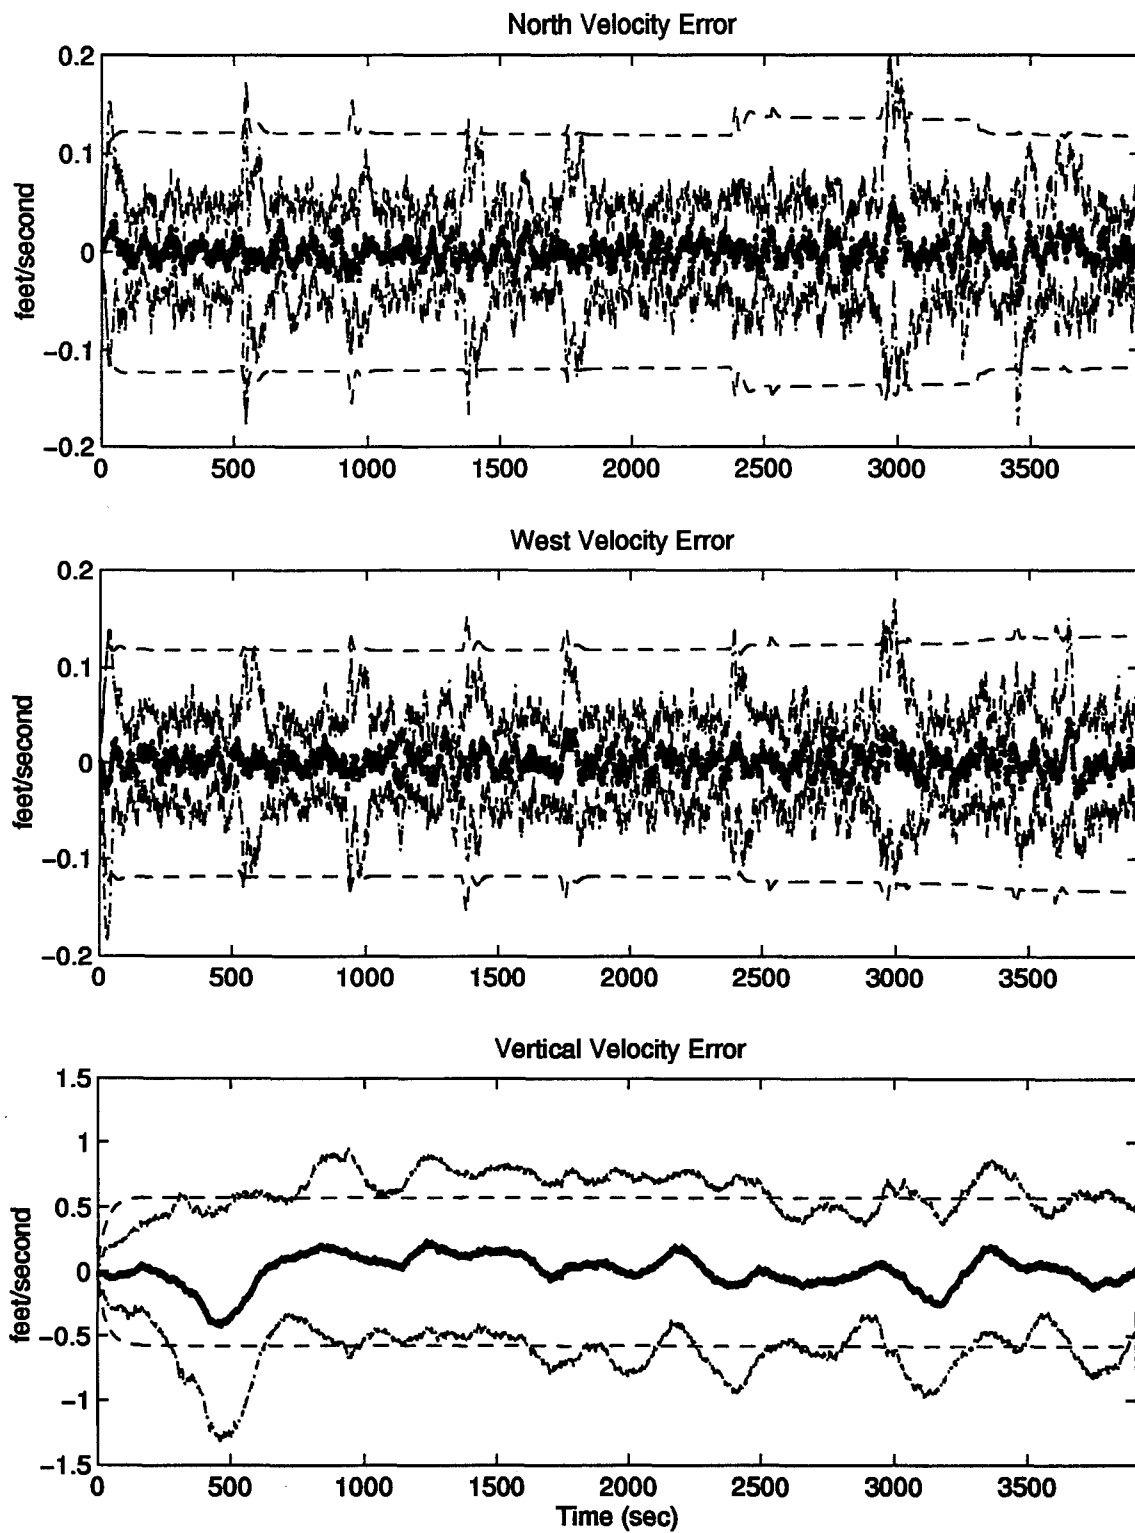 North Velocity Error
0.2
0.1
0
−0.1
−0.2
feet/second
0 500 1000 1500 2000 2500 3000 3500
West Velocity Error
0.2
0.1
0
−0.1
−0.2
feet/second
0 500 1000 1500 2000 2500 3000 3500
Vertical Velocity Error
1.5
1
0.5
0
−0.5
−1
−1.5
feet/second
0 500 1000 1500 2000 2500 3000 3500
Time (sec)